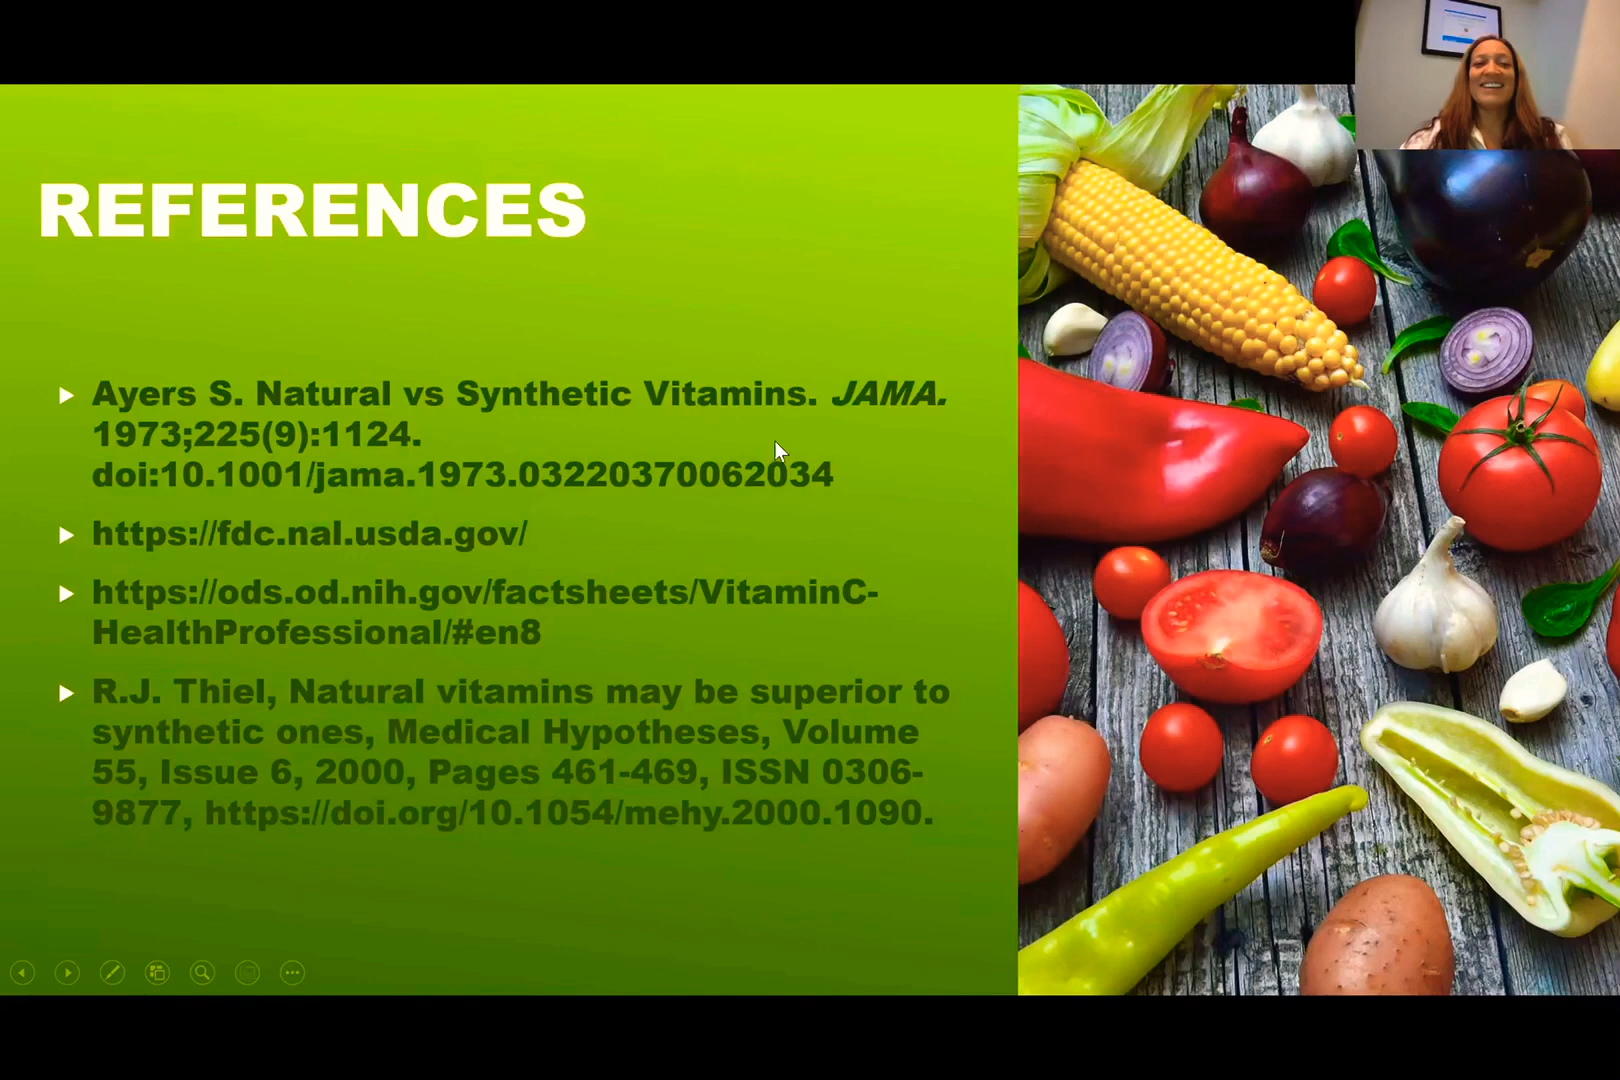 REFERENCES
Ayers S. Natural vs Synthetic Vitamins. JAMA.
1973;225(9):1124.
doi:10.1001/jama.1973.03220370062034
https://fdc.nal.usda.gov/
https://ods.od.nih.gov/factsheets/VitaminC-
HealthProfessional/#en8
R.J. Thiel, Natural vitamins may be superior to
synthetic ones, Medical Hypotheses, Volume
55, Issue 6, 2000, Pages 461-469, ISSN 0306-
9877, https://doi.org/10.1054/mehy.2000.1090.